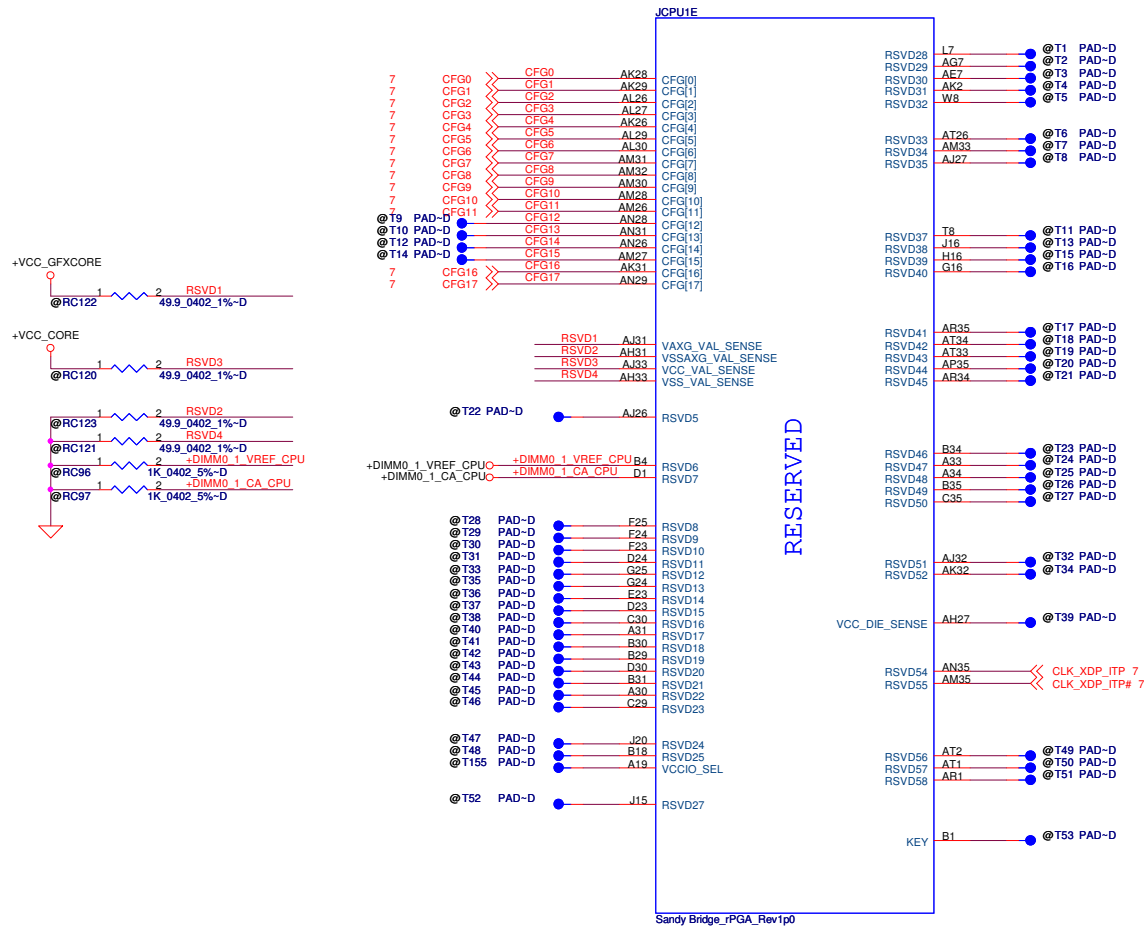 JCPU1E
7 CFG0 CFG0 AK28 CFG[0]
7 CFG1 CFG1 AK29 CFG[1]
7 CFG2 CFG2 AL26 CFG[2]
7 CFG3 CFG3 AL27 CFG[3]
7 CFG4 CFG4 AK26 CFG[4]
7 CFG5 CFG5 AL29 CFG[5]
7 CFG6 CFG6 AL30 CFG[6]
7 CFG7 CFG7 AM31 CFG[7]
7 CFG8 CFG8 AM32 CFG[8]
7 CFG9 CFG9 AM30 CFG[9]
7 CFG10 CFG10 AM28 CFG[10]
7 CFG11 CFG11 AM26 CFG[11]
@T9 PAD~D CFG12 AN28 CFG[12]
@T10 PAD~D CFG13 AN31 CFG[13]
@T12 PAD~D CFG14 AN26 CFG[14]
@T14 PAD~D CFG15 AM27 CFG[15]
7 CFG16 CFG16 AK31 CFG[16]
7 CFG17 CFG17 AN29 CFG[17]
+VCC_GFXCORE
1 2 RSVD1
@RC122 49.9_0402_1%~D
+VCC_CORE
1 2 RSVD3
@RC120 49.9_0402_1%~D
1 2 RSVD2
@RC123 49.9_0402_1%~D
1 2 RSVD4
@RC121 49.9_0402_1%~D
1 2 +DIMM0_1_VREF_CPU
@RC96 1K_0402_5%~D
1 2 +DIMM0_1_CA_CPU
@RC97 1K_0402_5%~D
RSVD1 AJ31 VAXG_VAL_SENSE
RSVD2 AH31 VSSAXG_VAL_SENSE
RSVD3 AJ33 VCC_VAL_SENSE
RSVD4 AH33 VSS_VAL_SENSE
@T22 PAD~D AJ26 RSVD5
+DIMM0_1_VREF_CPU +DIMM0_1_VREF_CPU B4 RSVD6
+DIMM0_1_CA_CPU +DIMM0_1_CA_CPU D1 RSVD7
@T28 PAD~D F25 RSVD8
@T29 PAD~D F24 RSVD9
@T30 PAD~D F23 RSVD10
@T31 PAD~D D24 RSVD11
@T33 PAD~D G25 RSVD12
@T35 PAD~D G24 RSVD13
@T36 PAD~D E23 RSVD14
@T37 PAD~D D23 RSVD15
@T38 PAD~D C30 RSVD16
@T40 PAD~D A31 RSVD17
@T41 PAD~D B30 RSVD18
@T42 PAD~D B29 RSVD19
@T43 PAD~D D30 RSVD20
@T44 PAD~D B31 RSVD21
@T45 PAD~D A30 RSVD22
@T46 PAD~D C29 RSVD23
@T47 PAD~D J20 RSVD24
@T48 PAD~D B18 RSVD25
@T155 PAD~D A19 VCCIO_SEL
@T52 PAD~D J15 RSVD27
RESERVED
RSVD28 L7 @T1 PAD~D
RSVD29 AG7 @T2 PAD~D
RSVD30 AE7 @T3 PAD~D
RSVD31 AK2 @T4 PAD~D
RSVD32 W8 @T5 PAD~D
RSVD33 AT26 @T6 PAD~D
RSVD34 AM33 @T7 PAD~D
RSVD35 AJ27 @T8 PAD~D
RSVD37 T8 @T11 PAD~D
RSVD38 J16 @T13 PAD~D
RSVD39 H16 @T15 PAD~D
RSVD40 G16 @T16 PAD~D
RSVD41 AR35 @T17 PAD~D
RSVD42 AT34 @T18 PAD~D
RSVD43 AT33 @T19 PAD~D
RSVD44 AP35 @T20 PAD~D
RSVD45 AR34 @T21 PAD~D
RSVD46 B34 @T23 PAD~D
RSVD47 A33 @T24 PAD~D
RSVD48 A34 @T25 PAD~D
RSVD49 B35 @T26 PAD~D
RSVD50 C35 @T27 PAD~D
RSVD51 AJ32 @T32 PAD~D
RSVD52 AK32 @T34 PAD~D
VCC_DIE_SENSE AH27 @T39 PAD~D
RSVD54 AN35 CLK_XDP_ITP 7
RSVD55 AM35 CLK_XDP_ITP# 7
RSVD56 AT2 @T49 PAD~D
RSVD57 AT1 @T50 PAD~D
RSVD58 AR1 @T51 PAD~D
KEY B1 @T53 PAD~D
Sandy Bridge_rPGA_Rev1p0